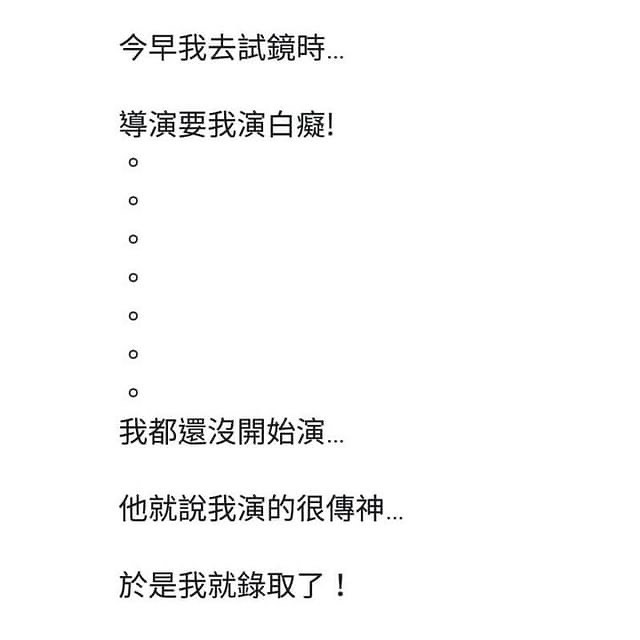 今早我去試鏡時...
導演要我演白癡!
。
。
。
。
。
。
。
我都還沒開始演...
他就說我演的很傳神...
於是我就錄取了！